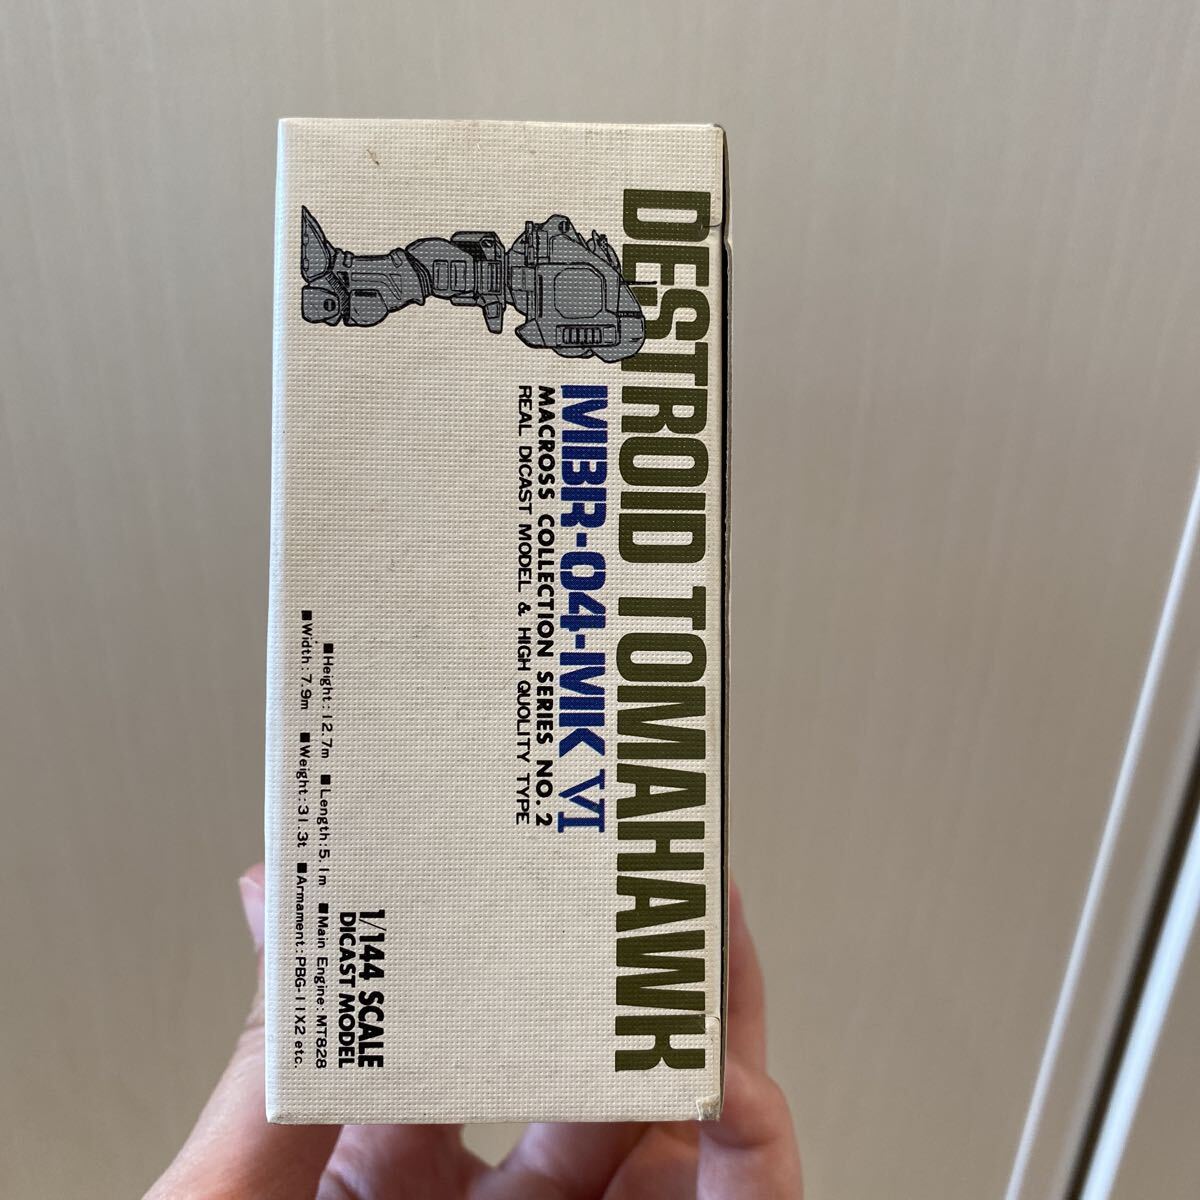 DESTROID TOMAHAWK
MBR-04-MK VI
MACROSS COLLECTION SERIES NO.2
REAL DICAST MODEL & HIGH QUOLITY TYPE
1/144 SCALE
DICAST MODEL
■Height:12.7m ■Length:5.1m ■Main Engine:MT828
■Width:7.9m ■Weight:31.3t ■Armament:PBG-11X2 etc.